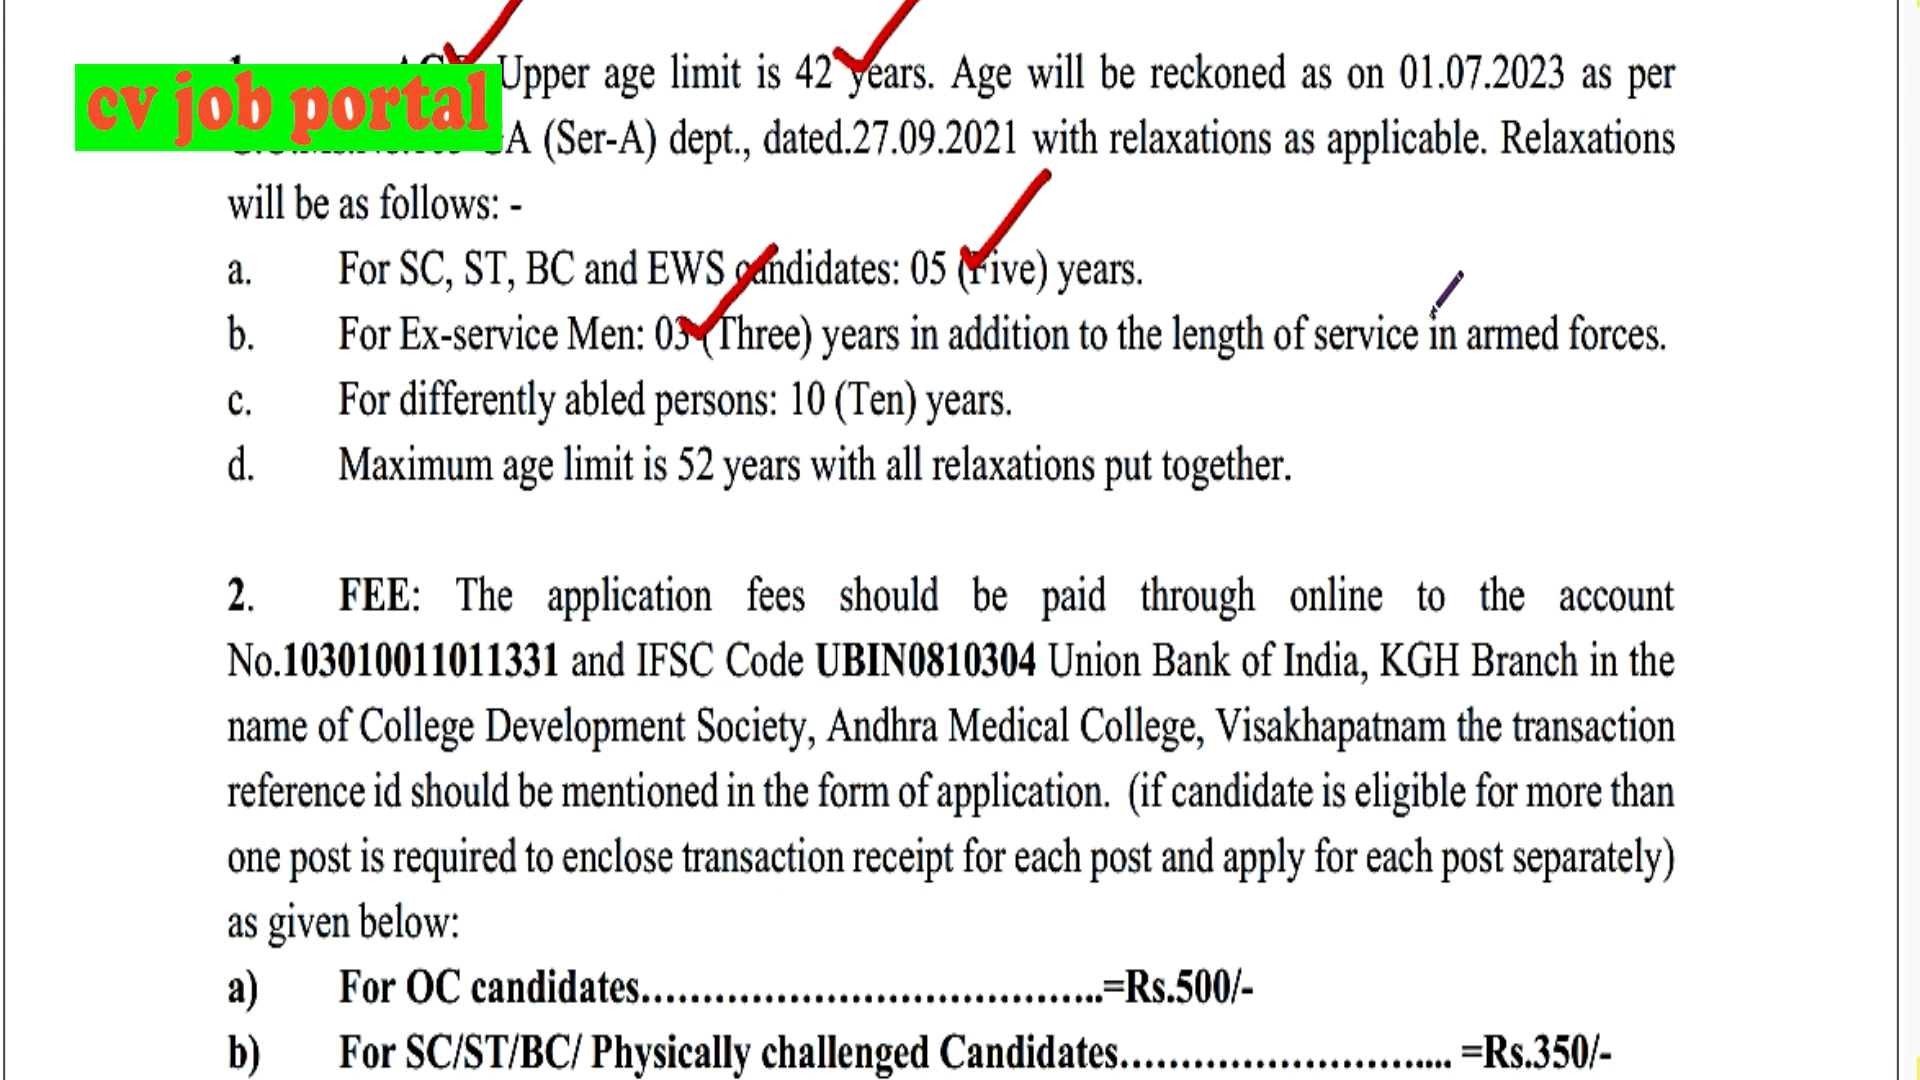 cv job portal
Upper age limit is 42 years. Age will be reckoned as on 01.07.2023 as per
(Ser-A) dept., dated.27.09.2021 with relaxations as applicable. Relaxations
will be as follows: -
a. For SC, ST, BC and EWS candidates: 05 (Five) years.
b. For Ex-service Men: 03 (Three) years in addition to the length of service in armed forces.
c. For differently abled persons: 10 (Ten) years.
d. Maximum age limit is 52 years with all relaxations put together.
2. FEE: The application fees should be paid through online to the account
No.103010011011331 and IFSC Code UBIN0810304 Union Bank of India, KGH Branch in the
name of College Development Society, Andhra Medical College, Visakhapatnam the transaction
reference id should be mentioned in the form of application. (if candidate is eligible for more than
one post is required to enclose transaction receipt for each post and apply for each post separately)
as given below:
a) For OC candidates………………………………..=Rs.500/-
b) For SC/ST/BC/ Physically challenged Candidates…………………….... =Rs.350/-